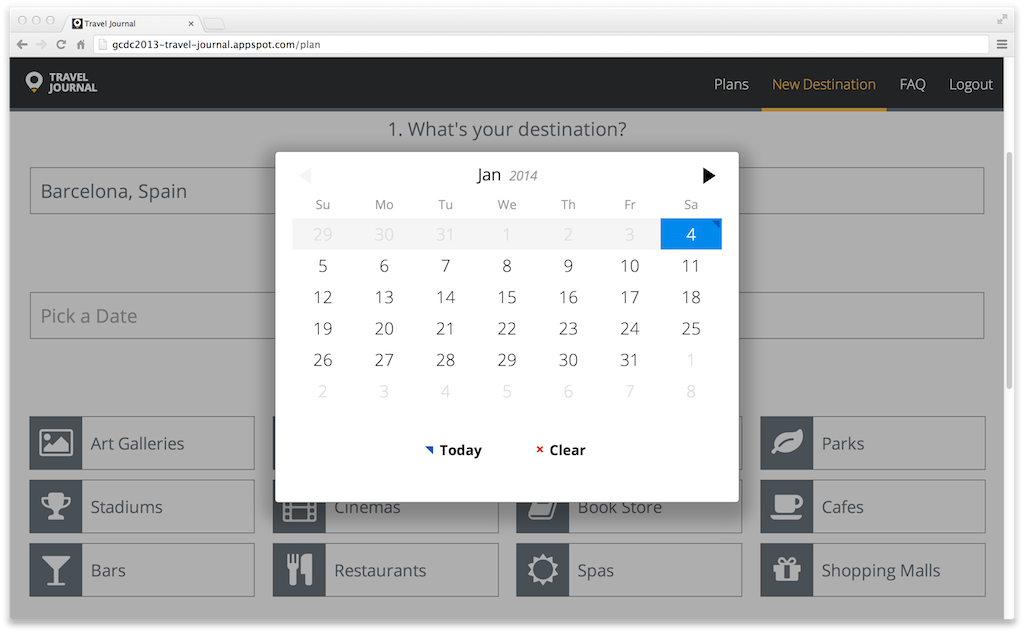 Travel Journal
gcdc2013-travel-journal.appspot.com/plan
TRAVEL
JOURNAL
Plans New Destination FAQ Logout
1. What's your destination?
Barcelona, Spain
Jan 2014
Su Mo Tu We Th Fr Sa
29 30 31 1 2 3 4
5 6 7 8 9 10 11
12 13 14 15 16 17 18
19 20 21 22 23 24 25
26 27 28 29 30 31 1
2 3 4 5 6 7 8
Today Clear
Pick a Date
Art Galleries Parks
Stadiums Cinemas Book Store Cafes
Bars Restaurants Spas Shopping Malls